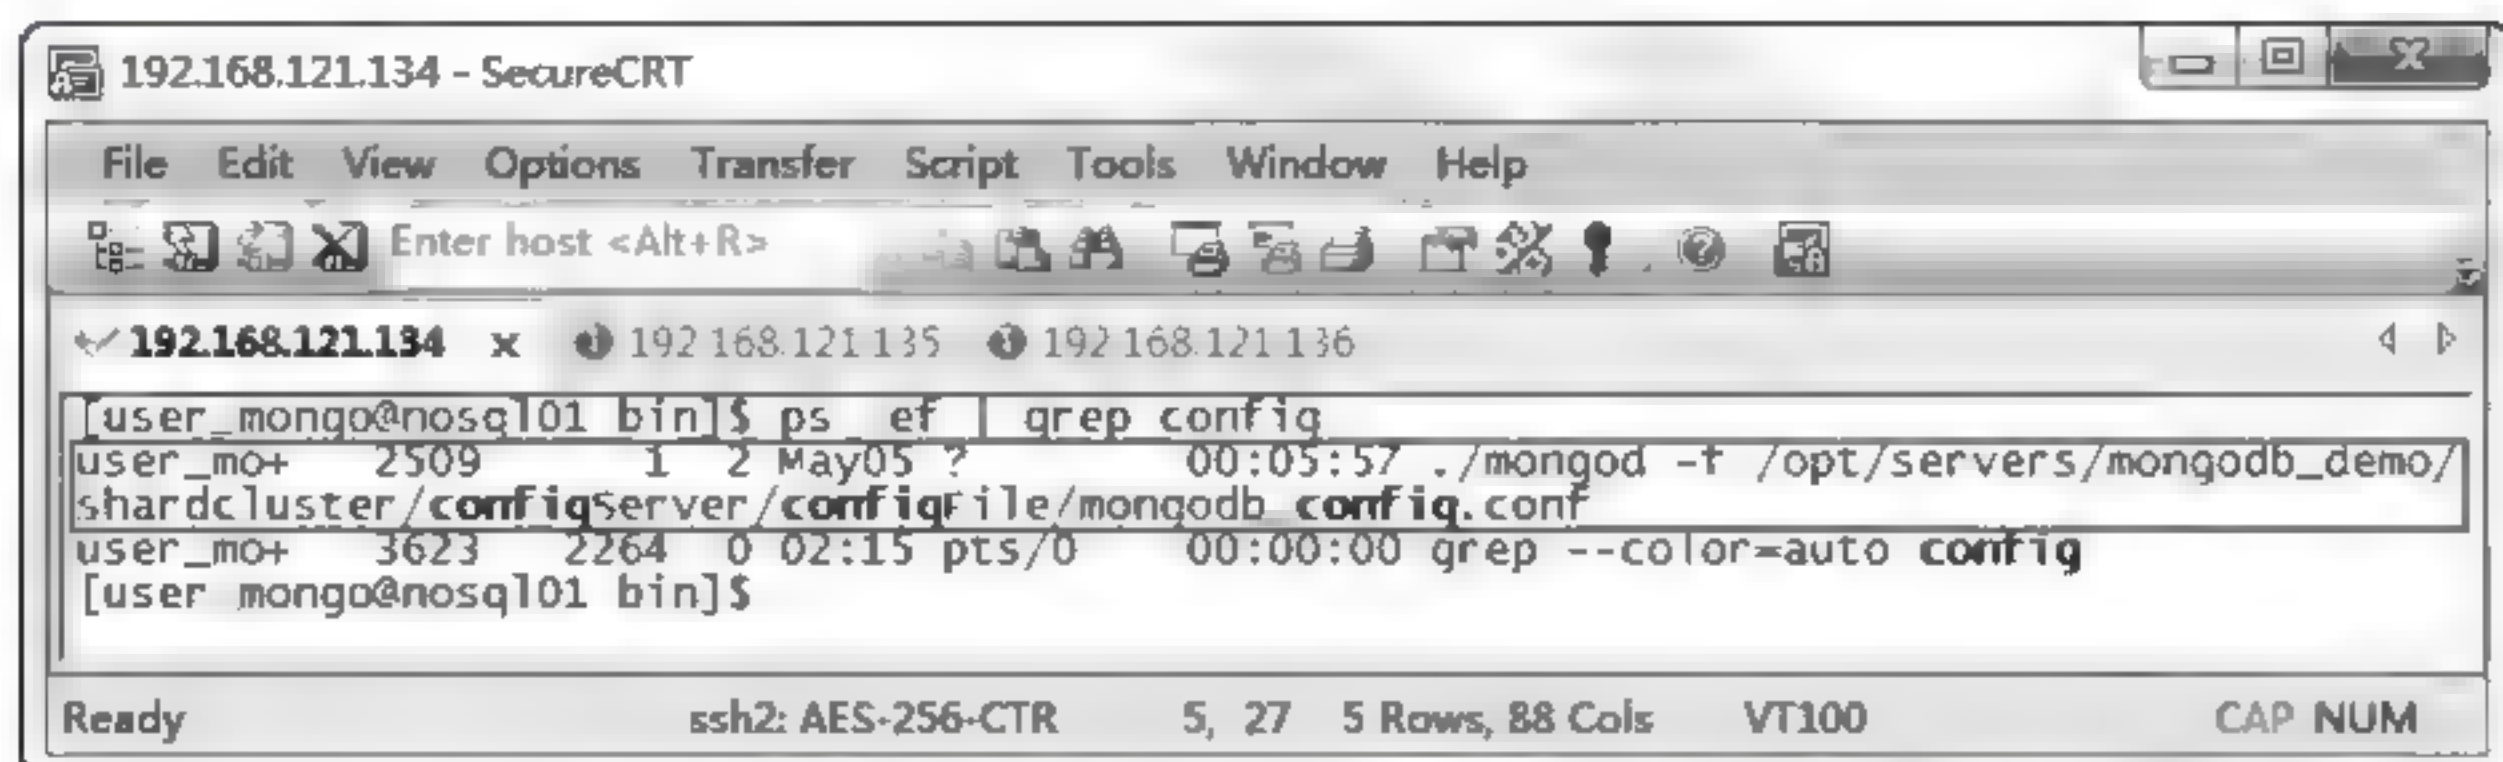 192.168.121.134 - SecureCRT
File Edit View Options Transfer Script Tools Window Help
Enter host <Alt+R>
192.168.121.134 x 192.168.121.135 192.168.121.136
[user_mongo@nosql01 bin]$ ps -ef | grep config
user_mo+ 2509 1 2 May05 ? 00:05:57 ./mongod -f /opt/servers/mongodb_demo/
shardcluster/configServer/configFile/mongodb_config.conf
user_mo+ 3623 2264 0 02:15 pts/0 00:00:00 grep --color=auto config
[user_mongo@nosql01 bin]$
Ready ssh2: AES-256-CTR 5, 27 5 Rows, 88 Cols VT100 CAP NUM